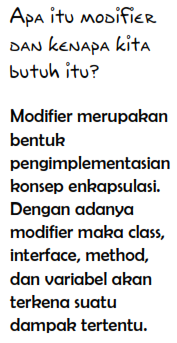 Apa itu modifier
dan kenapa kita
butuh itu?
Modifier merupakan
bentuk
pengimplementasian
konsep enkapsulasi.
Dengan adanya
modifier maka class,
interface, method,
dan variabel akan
terkena suatu
dampak tertentu.